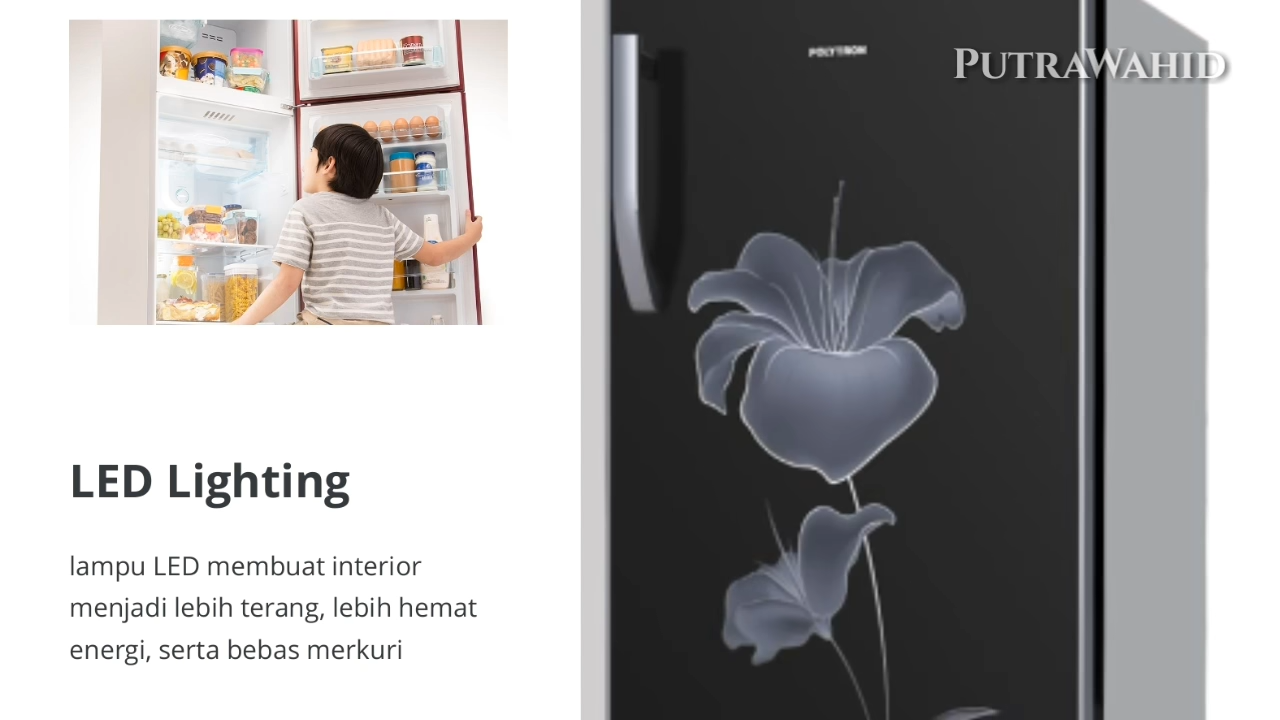 POLYTRON
PUTRAWAHID
LED Lighting
lampu LED membuat interior
menjadi lebih terang, lebih hemat
energi, serta bebas merkuri